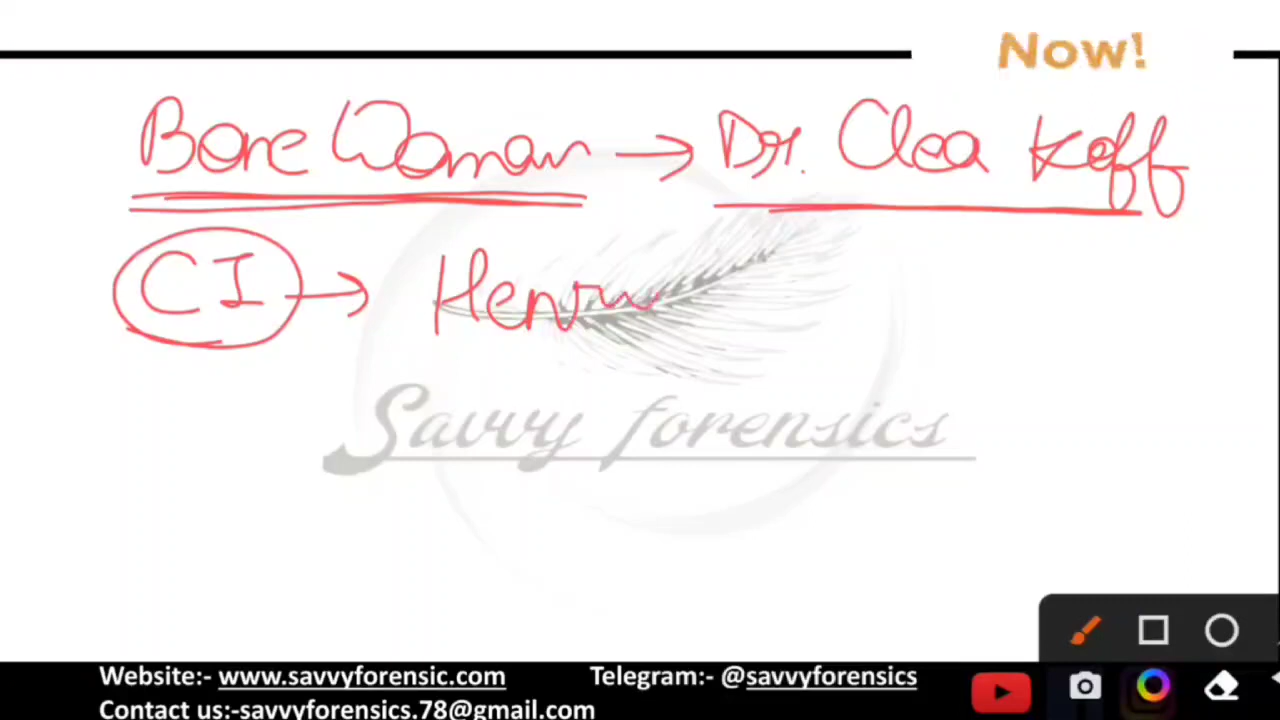 Now!
Bone Woman → Dr. Clea Koff
CI → Henr
Savvy forensics
Website:- www.savvyforensic.com Telegram:- @savvyforensics
Contact us:-savvyforensics.78@gmail.com